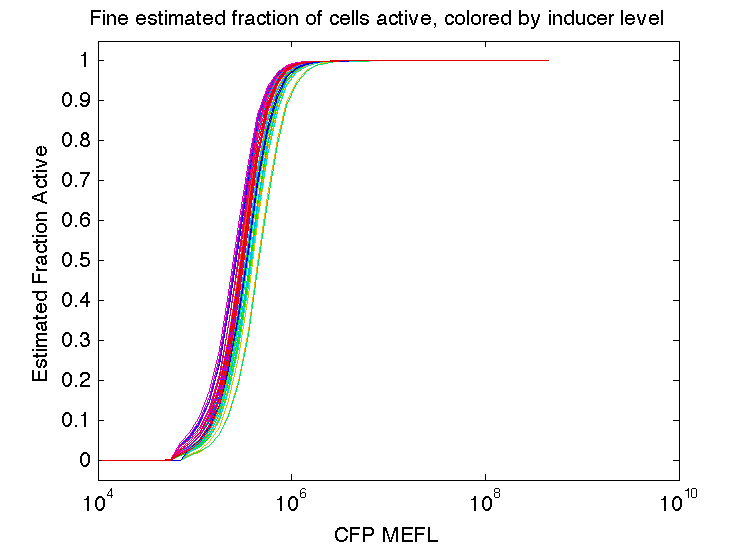 Fine estimated fraction of cells active, colored by inducer level
1
0.9
0.8
0.7
0.6
0.5
0.4
0.3
0.2
0.1
0
Estimated Fraction Active
10^4 10^6 10^8 10^10
CFP MEFL